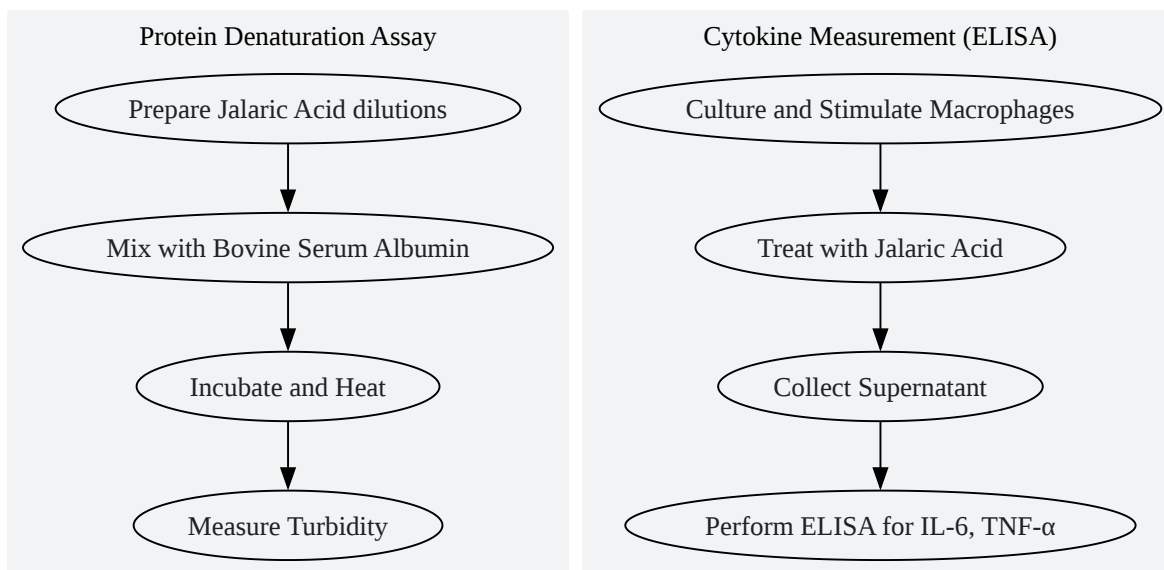 Protein Denaturation Assay
Prepare Jalaric Acid dilutions
Mix with Bovine Serum Albumin
Incubate and Heat
Measure Turbidity
Cytokine Measurement (ELISA)
Culture and Stimulate Macrophages
Treat with Jalaric Acid
Collect Supernatant
Perform ELISA for IL-6, TNF-α